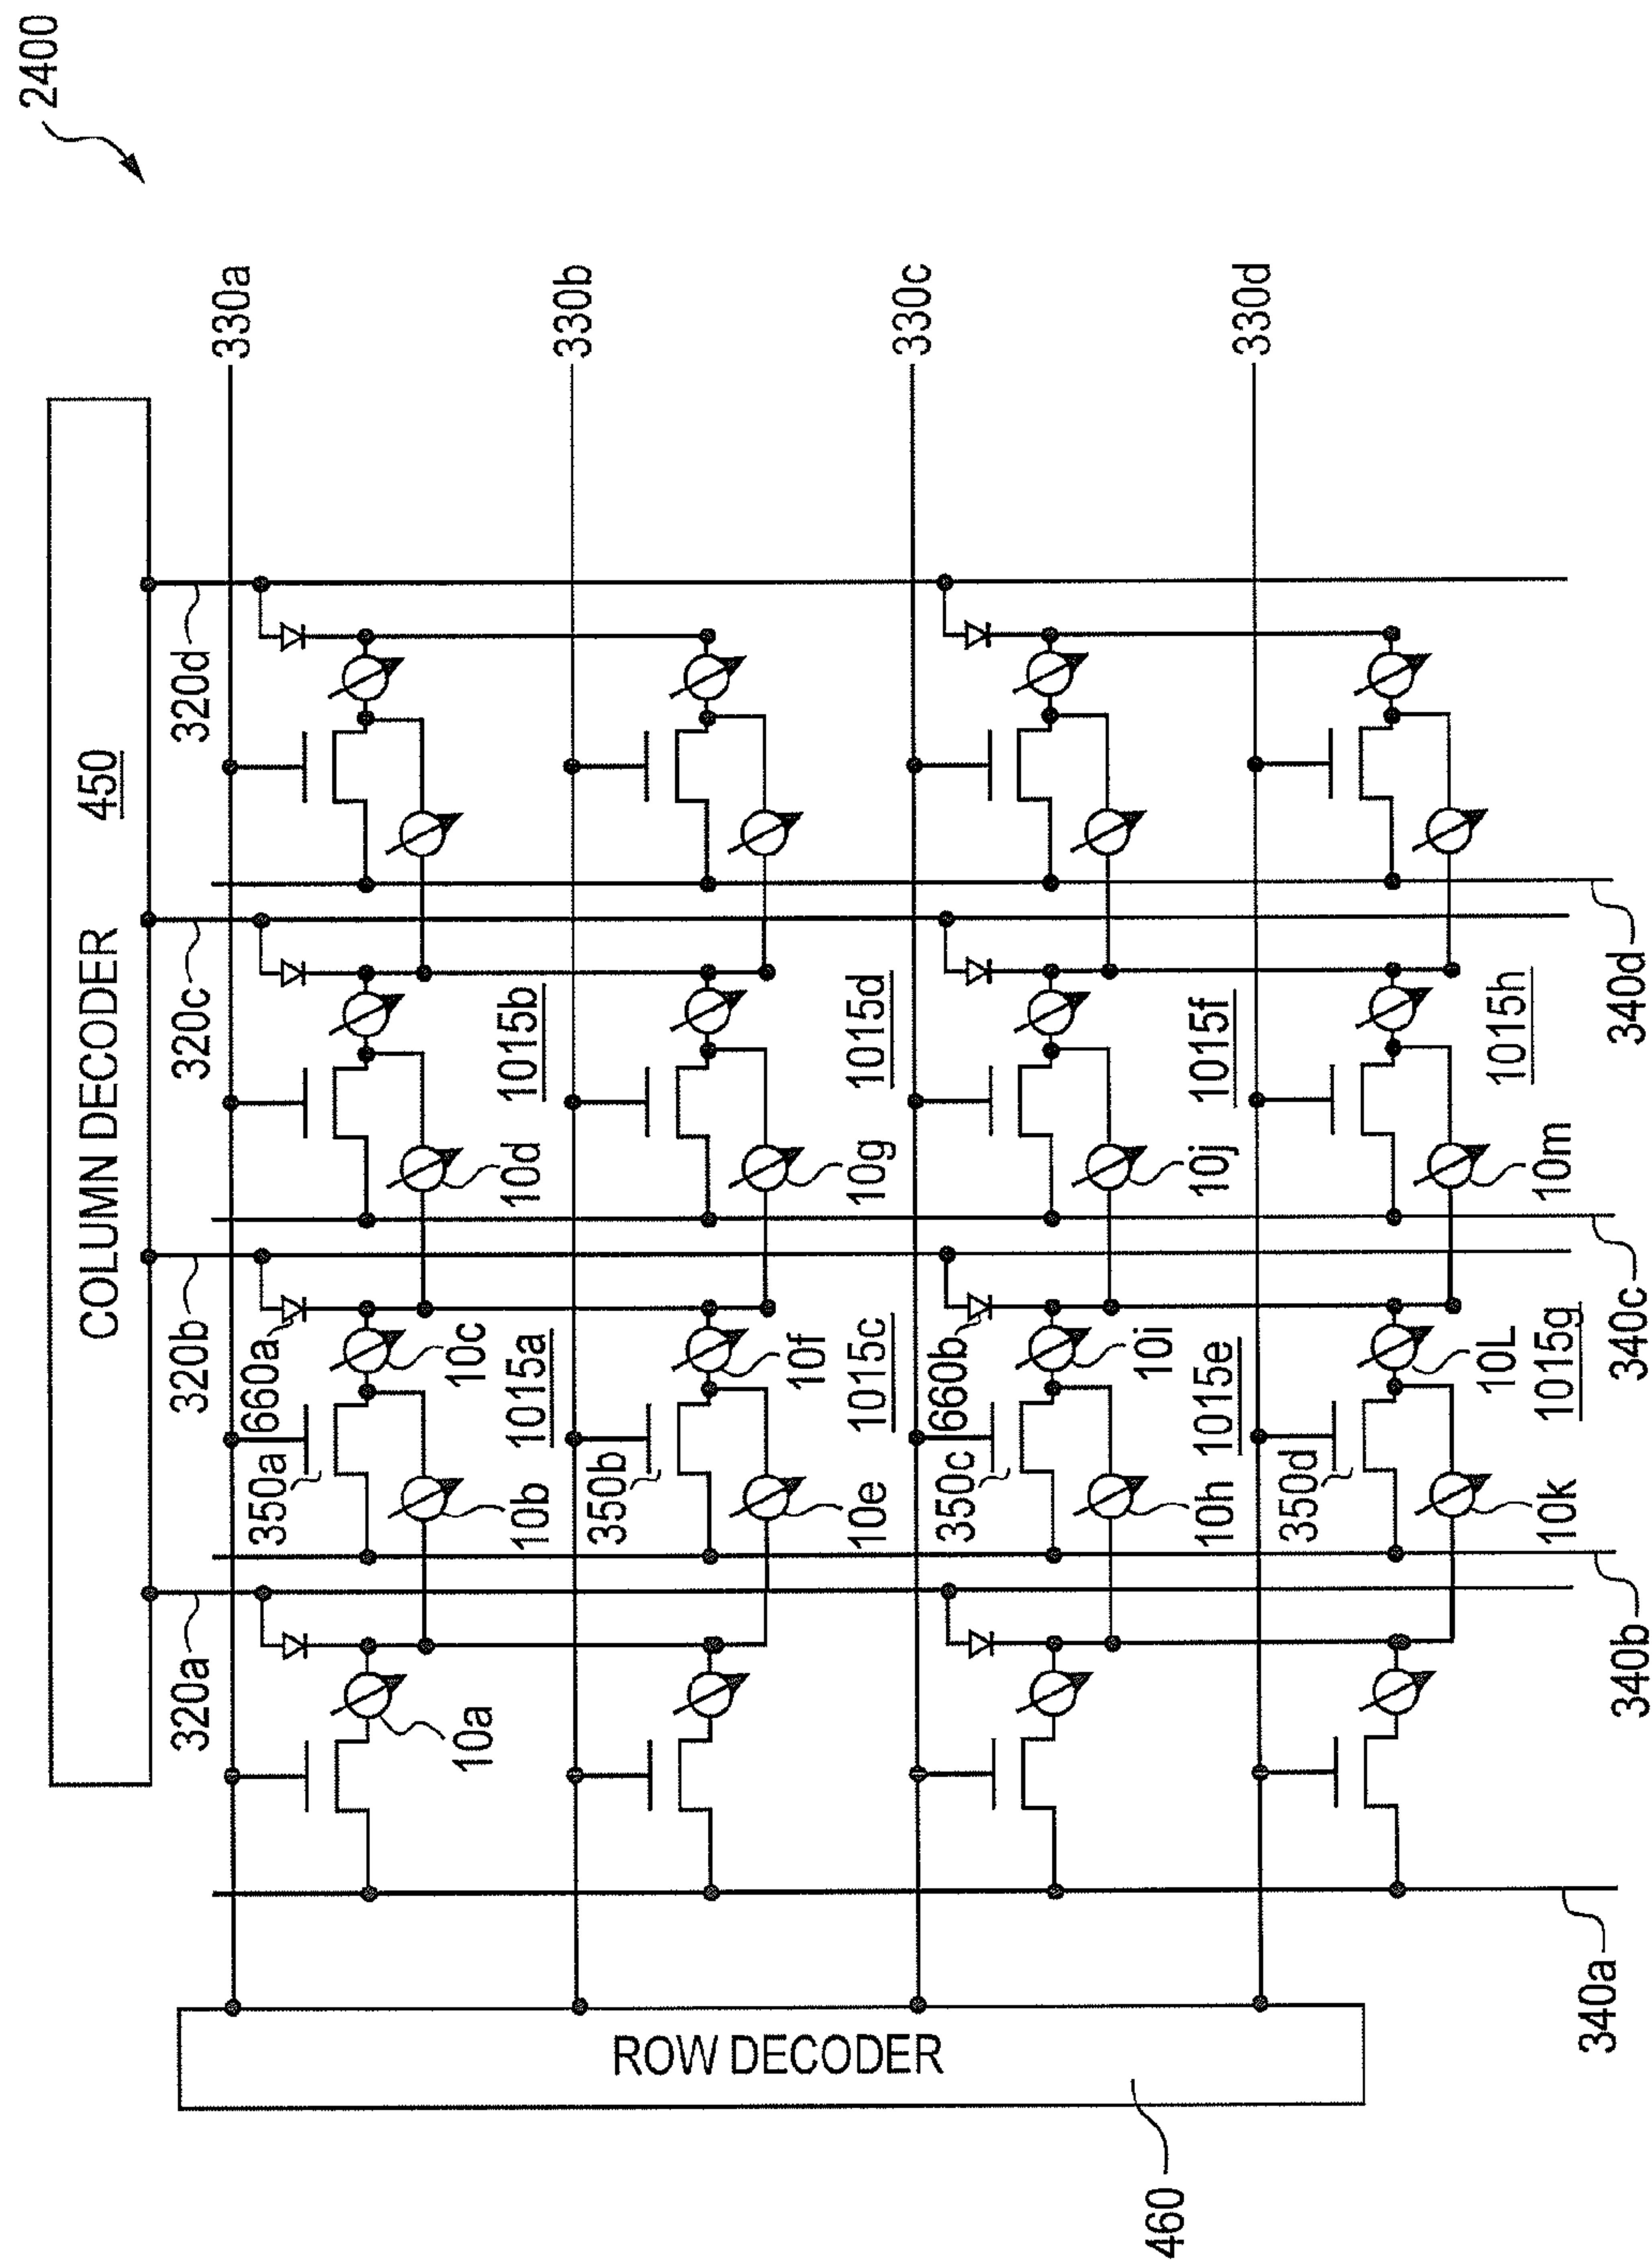 2400
COLUMN DECODER 450
320a
320b
320c
320d
330a
350a
660a
10a
10b
10c
10d
1015a
1015b
330b
350b
10e
10f
10g
1015c
1015d
330c
350c
660b
10h
10i
10j
1015e
1015f
330d
350d
10k
10L
10m
1015g
1015h
340a
340b
340c
340d
ROW DECODER
460